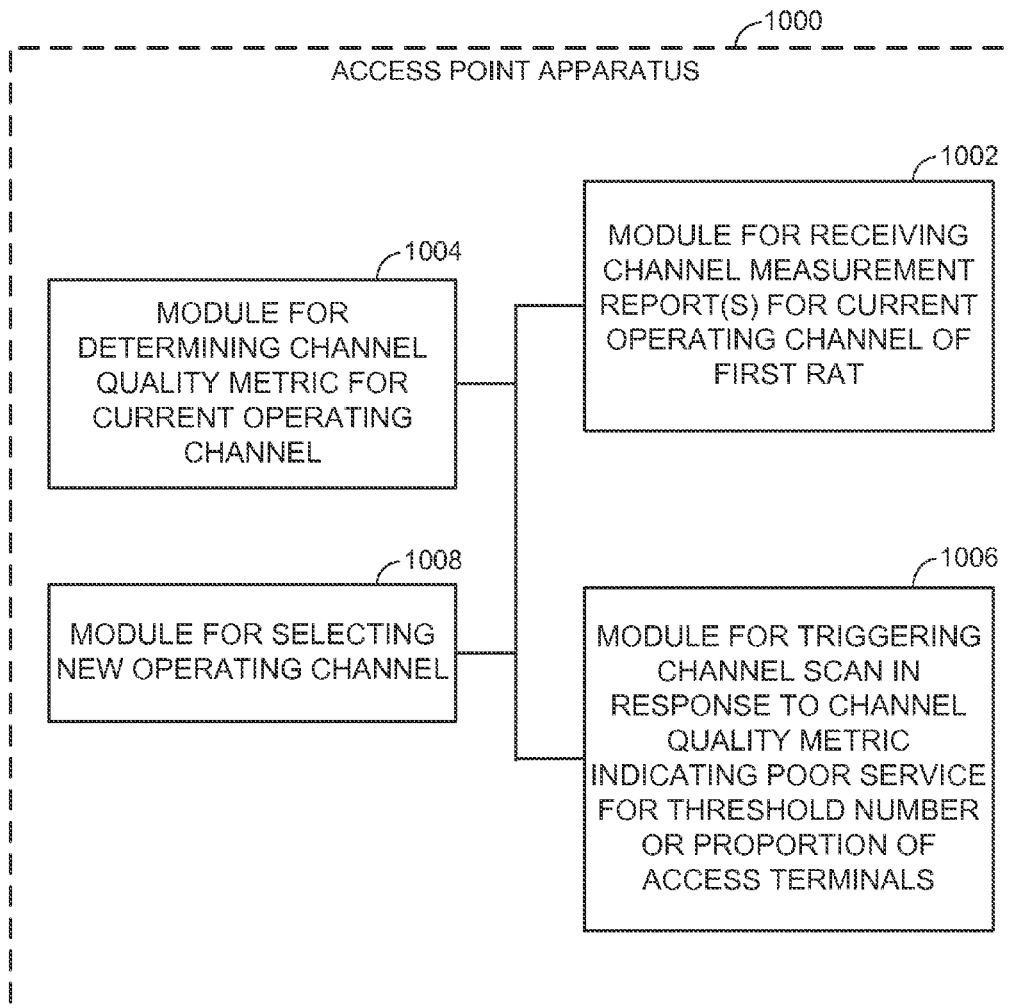 1000
ACCESS POINT APPARATUS
1002
MODULE FOR RECEIVING
CHANNEL MEASUREMENT
REPORT(S) FOR CURRENT
OPERATING CHANNEL OF
FIRST RAT
1004
MODULE FOR
DETERMINING CHANNEL
QUALITY METRIC FOR
CURRENT OPERATING
CHANNEL
1008
MODULE FOR SELECTING
NEW OPERATING CHANNEL
1006
MODULE FOR TRIGGERING
CHANNEL SCAN IN
RESPONSE TO CHANNEL
QUALITY METRIC
INDICATING POOR SERVICE
FOR THRESHOLD NUMBER
OR PROPORTION OF
ACCESS TERMINALS